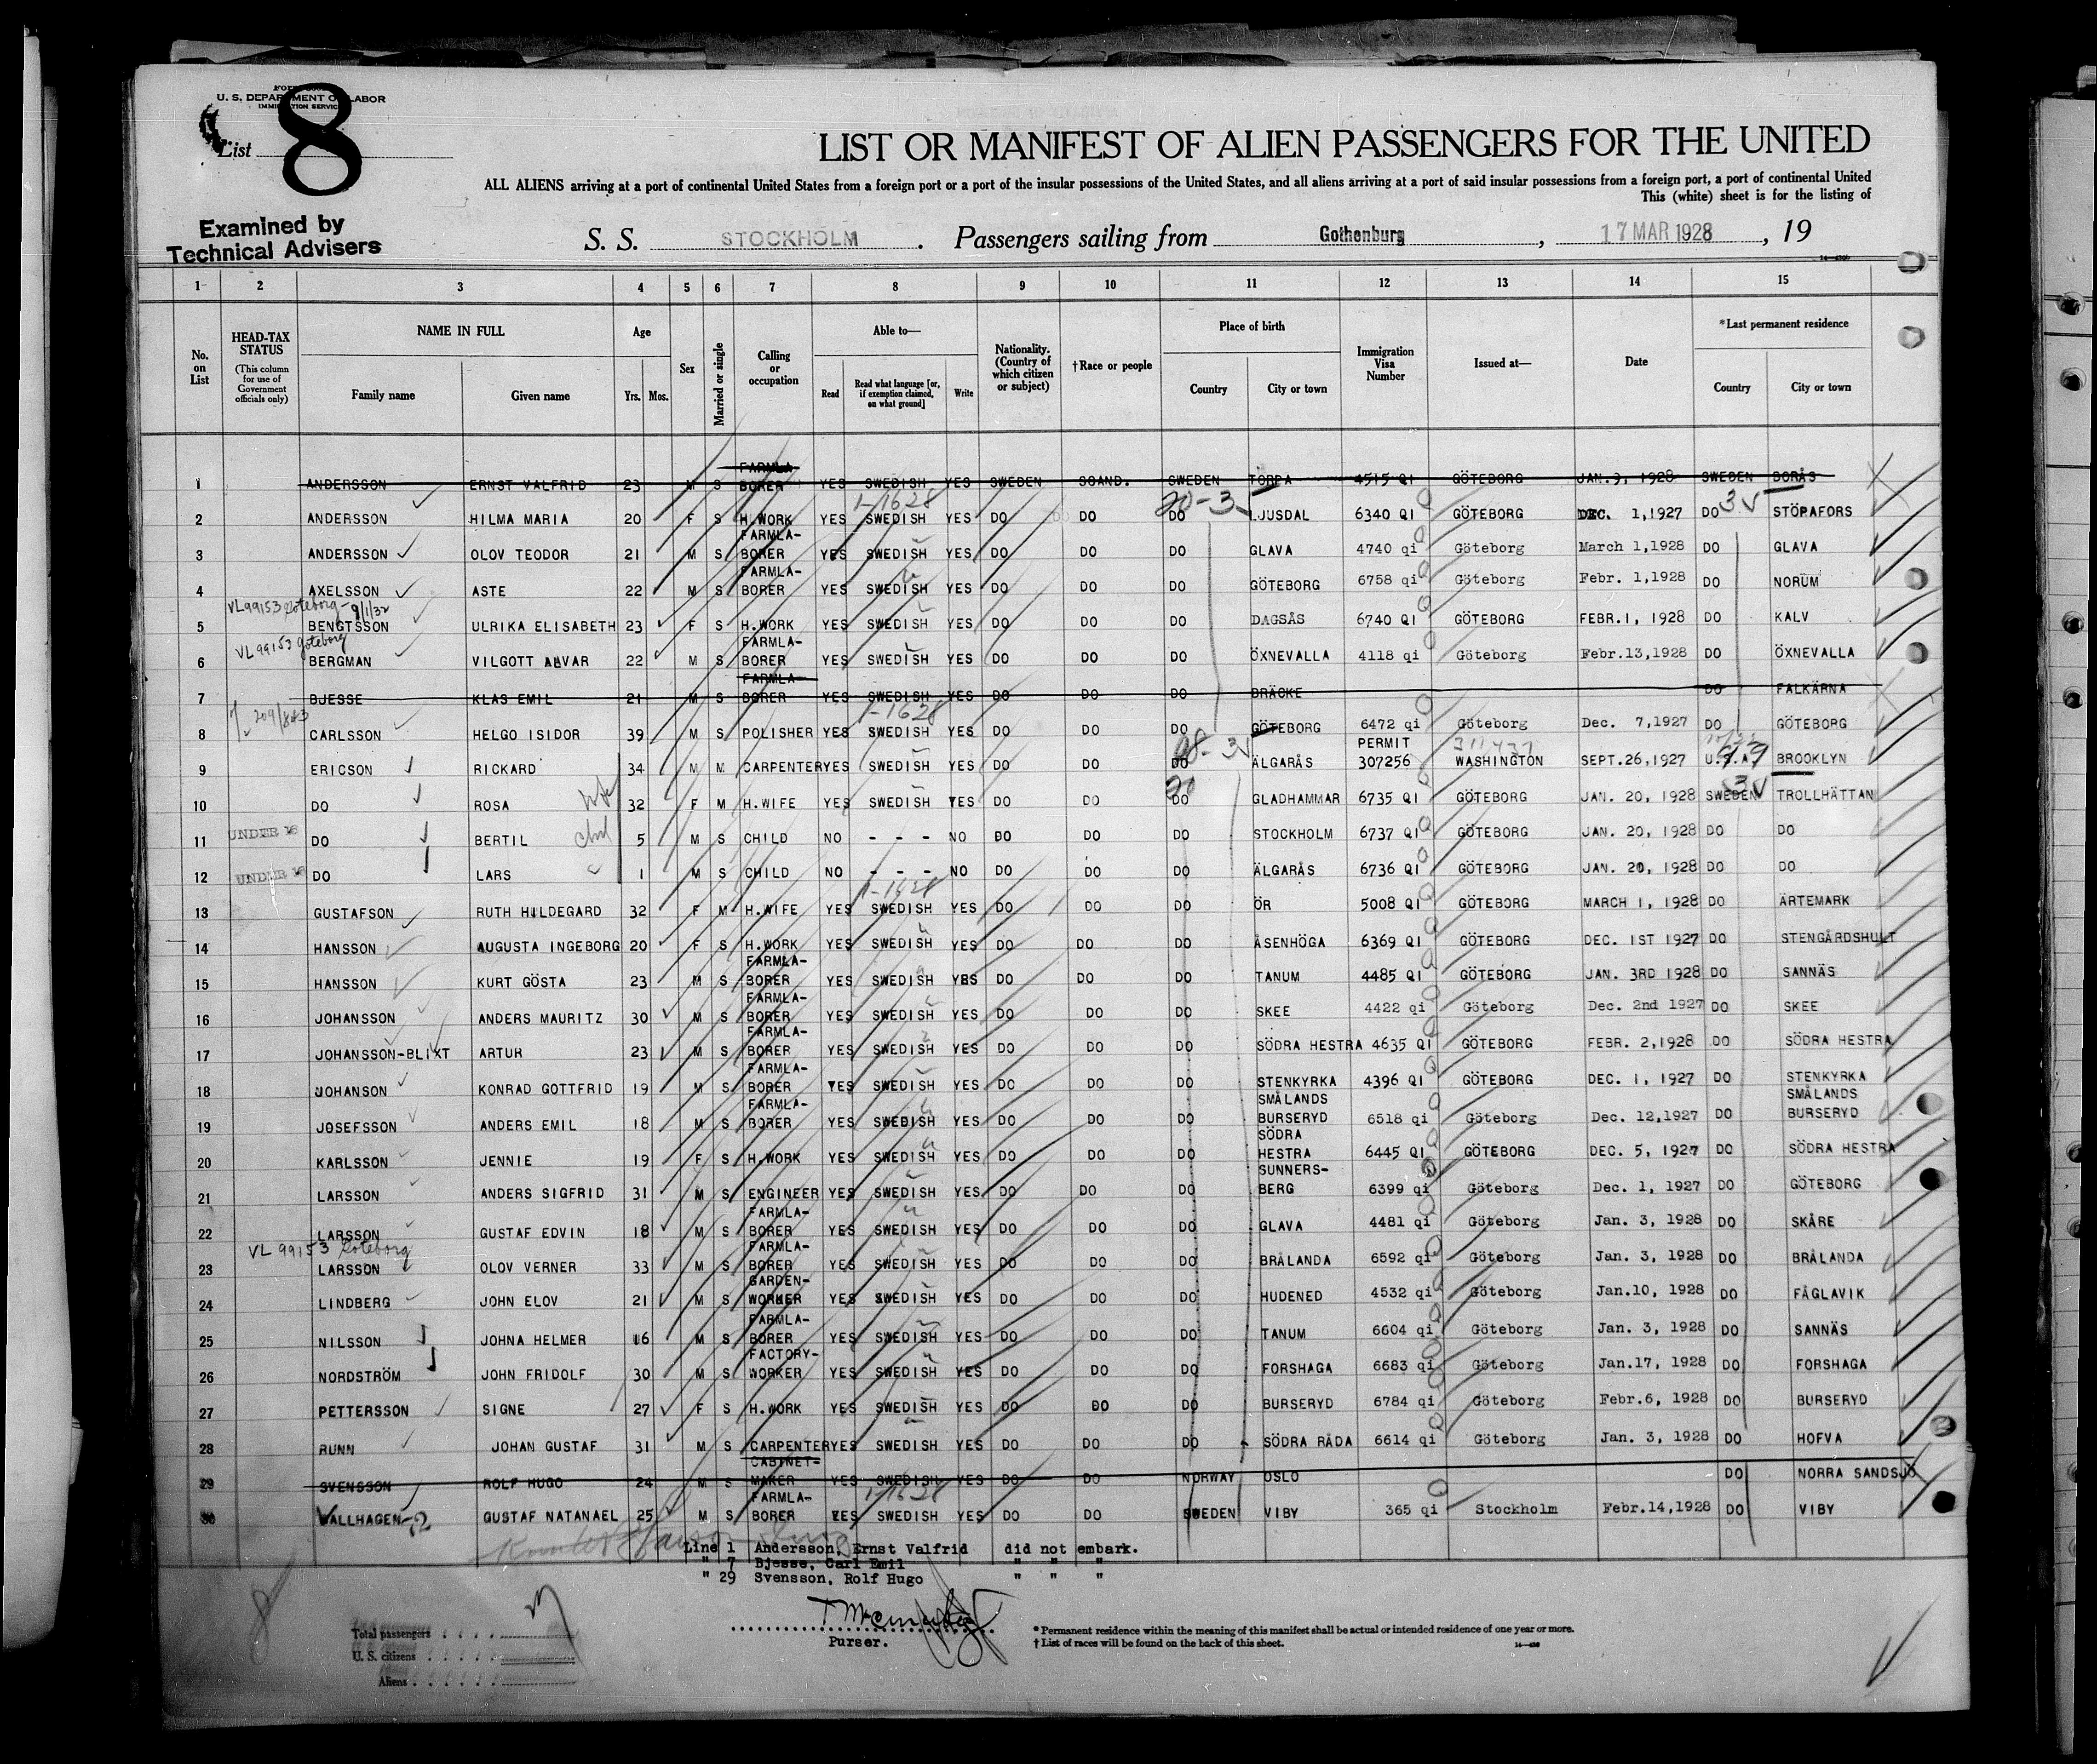 FORM 500
U. S. DEPARTMENT OF LABOR
IMMIGRATION SERVICE
List 8
LIST OR MANIFEST OF ALIEN PASSENGERS FOR THE UNITED
ALL ALIENS arriving at a port of continental United States from a foreign port or a port of the insular possessions of the United States, and all aliens arriving at a port of said insular possessions from a foreign port, a port of continental United
This (white) sheet is for the listing of
Examined by
Technical Advisers
S. S. STOCKHOLM . Passengers sailing from Gothenburg , 17 MAR 1928 , 19
1 2 3 4 5 6 7 8 9 10 11 12 13 14 15
No. on List
HEAD-TAX STATUS (This column for use of Government officials only)
NAME IN FULL Family name Given name
Age Yrs. Mos.
Sex
Married or single
Calling or occupation
Able to— Read Read what language [or, if exemption claimed, on what ground] Write
Nationality. (Country of which citizen or subject)
†Race or people
Place of birth Country City or town
Immigration Visa Number
Issued at—
Date
*Last permanent residence Country City or town
1 ANDERSSON ERNST VALFRID 23 M S FARMLA- BORER YES SWEDISH YES SWEDEN SCAND. SWEDEN TORPA 4515 QI GÖTEBORG JAN. 3, 1928 SWEDEN BORÅS
1-1628 20-3 3
2 ANDERSSON HILMA MARIA 20 F S H.WORK YES SWEDISH YES DO DO DO LJUSDAL 6340 QI GÖTEBORG DEC. 1,1927 DO STÖPAFORS
3 ANDERSSON OLOV TEODOR 21 M S FARMLA- BORER YES SWEDISH YES DO DO DO GLAVA 4740 qi Göteborg March 1,1928 DO GLAVA
4 AXELSSON ASTE 22 M S FARMLA- BORER YES SWEDISH YES DO DO DO GÖTEBORG 6758 qi Göteborg Febr. 1,1928 DO NORUM
VL 99153 Göteborg - 9/1/32
5 BENGTSSON ULRIKA ELISABETH 23 F S H.WORK YES SWEDISH YES DO DO DO DAGSÅS 6740 QI GÖTEBORG FEBR.1, 1928 DO KALV
VL 99153 Göteborg
6 BERGMAN VILGOTT ALVAR 22 M S FARMLA- BORER YES SWEDISH YES DO DO DO ÖXNEVALLA 4118 qi Göteborg Febr.13,1928 DO ÖXNEVALLA
7 BJESSE KLAS EMIL 21 M S FARMLA- BORER YES SWEDISH YES DO DO DO BRÄCKE DO FALKÄRNA
1-1628
8 CARLSSON HELGO ISIDOR 39 M S POLISHER YES SWEDISH YES DO DO DO GÖTEBORG 6472 qi Göteborg Dec. 7,1927 DO GÖTEBORG
9 ERICSON RICKARD 34 M M CARPENTER YES SWEDISH YES DO DO DO ÄLGARÅS PERMIT 307256 WASHINGTON SEPT.26,1927 U.S.A. BROOKLYN
10 DO ROSA 32 F M H.WIFE YES SWEDISH YES DO DO DO GLADHAMMAR 6735 QI GÖTEBORG JAN. 20, 1928 SWEDEN TROLLHÄTTAN
11 UNDER 16 DO BERTIL 5 M S CHILD NO - - - NO DO DO DO STOCKHOLM 6737 QI GÖTEBORG JAN. 20, 1928 DO DO
12 UNDER 16 DO LARS 1 M S CHILD NO - - - NO DO DO DO ÄLGARÅS 6736 QI GÖTEBORG JAN. 20, 1928 DO DO
1-1628
13 GUSTAFSON RUTH HILDEGARD 32 F M H.WIFE YES SWEDISH YES DO DO DO ÖR 5008 QI GÖTEBORG MARCH 1, 1928 DO ÄRTEMARK
14 HANSSON AUGUSTA INGEBORG 20 F S H.WORK YES SWEDISH YES DO DO DO ÅSENHÖGA 6369 QI GÖTEBORG DEC. 1ST 1927 DO STENGÅRDSHULT
15 HANSSON KURT GÖSTA 23 M S FARMLA- BORER YES SWEDISH YES DO DO DO TANUM 4485 QI GÖTEBORG JAN. 3RD 1928 DO SANNÄS
16 JOHANSSON ANDERS MAURITZ 30 M S FARMLA- BORER YES SWEDISH YES DO DO DO SKEE 4422 qi Göteborg Dec. 2nd 1927 DO SKEE
17 JOHANSSON-BLIXT ARTUR 23 M S FARMLA- BORER YES SWEDISH YES DO DO DO SÖDRA HESTRA 4635 QI GÖTEBORG FEBR. 2,1928 DO SÖDRA HESTRA
18 JOHANSON KONRAD GOTTFRID 19 M S FARMLA- BORER YES SWEDISH YES DO DO DO STENKYRKA 4396 QI GÖTEBORG DEC. 1, 1927 DO STENKYRKA
19 JOSEFSSON ANDERS EMIL 18 M S FARMLA- BORER YES SWEDISH YES DO DO DO SMÅLANDS BURSERYD 6518 qi Göteborg Dec. 12,1927 DO SMÅLANDS BURSERYD
20 KARLSSON JENNIE 19 F S H.WORK YES SWEDISH YES DO DO DO SÖDRA HESTRA 6445 QI GÖTEBORG DEC. 5, 1927 DO SÖDRA HESTRA
21 LARSSON ANDERS SIGFRID 31 M S ENGINEER YES SWEDISH YES DO DO DO SUNNERS- BERG 6399 qi Göteborg Dec. 1, 1927 DO GÖTEBORG
22 LARSSON GUSTAF EDVIN 18 M S FARMLA- BORER YES SWEDISH YES DO DO DO GLAVA 4481 qi Göteborg Jan. 3, 1928 DO SKÅRE
VL 99153 Göteborg
23 LARSSON OLOV VERNER 33 M S FARMLA- BORER YES SWEDISH YES DO DO DO BRÅLANDA 6592 qi Göteborg Jan. 3, 1928 DO BRÅLANDA
24 LINDBERG JOHN ELOV 21 M S GARDEN- WORKER YES SWEDISH YES DO DO DO HUDENED 4532 qi Göteborg Jan.10, 1928 DO FÅGLAVIK
25 NILSSON JOHNA HELMER 16 M S FARMLA- BORER YES SWEDISH YES DO DO DO TANUM 6604 qi Göteborg Jan. 3, 1928 DO SANNÄS
26 NORDSTRÖM JOHN FRIDOLF 30 M S FACTORY- WORKER YES SWEDISH YES DO DO DO FORSHAGA 6683 qi Göteborg Jan.17, 1928 DO FORSHAGA
27 PETTERSSON SIGNE 27 F S H.WORK YES SWEDISH YES DO DO DO BURSERYD 6784 qi Göteborg Febr.6, 1928 DO BURSERYD
28 RUNN JOHAN GUSTAF 31 M S CARPENTER YES SWEDISH YES DO DO DO SÖDRA RÅDA 6614 qi Göteborg Jan. 3, 1928 DO HOFVA
29 SVENSSON ROLF HUGO 24 M S CABINET- MAKER YES SWEDISH YES DO DO NORWAY OSLO DO NORRA SANDSJÖ
1-1628
30 WALLHAGEN GUSTAF NATANAEL 25 M S FARMLA- BORER YES SWEDISH YES DO DO SWEDEN VIBY 365 qi Stockholm Febr.14,1928 DO VIBY
Line 1 Andersson, Ernst Valfrid did not embark.
" 7 Bjesse, Carl Emil " " "
" 29 Svensson, Rolf Hugo " " "
Purser.
8
Total passengers
U. S. citizens
Aliens
* Permanent residence within the meaning of this manifest shall be actual or intended residence of one year or more.
† List of races will be found on the back of this sheet.